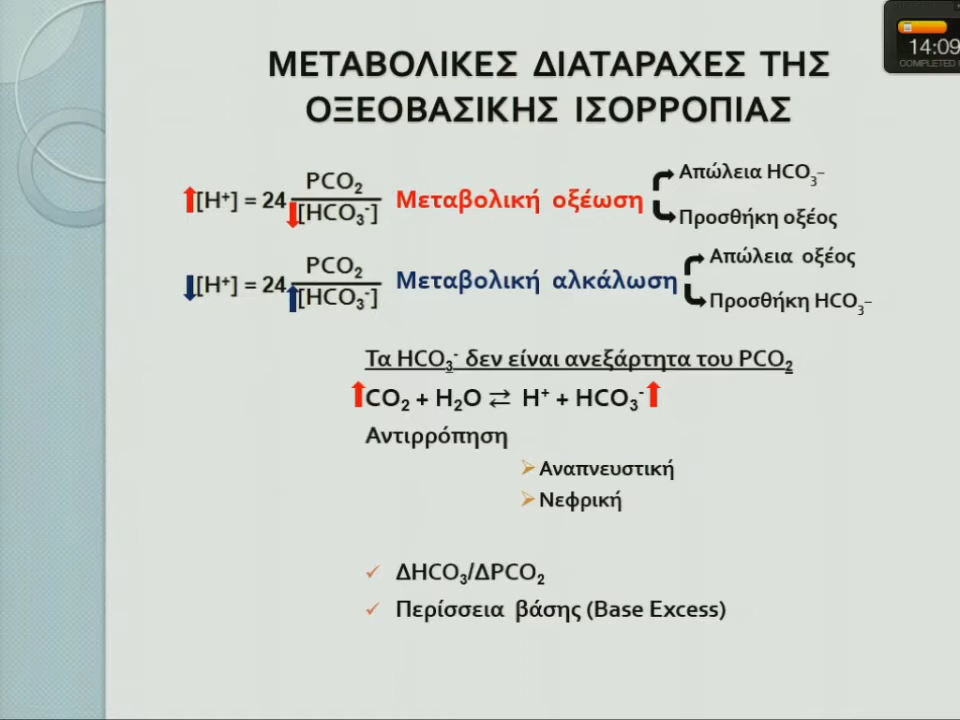 14:09
COMPLETED
ΜΕΤΑΒΟΛΙΚΕΣ ΔΙΑΤΑΡΑΧΕΣ ΤΗΣ
ΟΞΕΟΒΑΣΙΚΗΣ ΙΣΟΡΡΟΠΙΑΣ
[H⁺] = 24 PCO₂ / [HCO₃⁻] Μεταβολική οξέωση
Απώλεια HCO₃⁻
Προσθήκη οξέος
[H⁺] = 24 PCO₂ / [HCO₃⁻] Μεταβολική αλκάλωση
Απώλεια οξέος
Προσθήκη HCO₃⁻
Τα HCO₃⁻ δεν είναι ανεξάρτητα του PCO₂
CO₂ + H₂O ⇄ H⁺ + HCO₃⁻
Αντιρρόπηση
Αναπνευστική
Νεφρική
ΔHCO₃/ΔPCO₂
Περίσσεια βάσης (Base Excess)